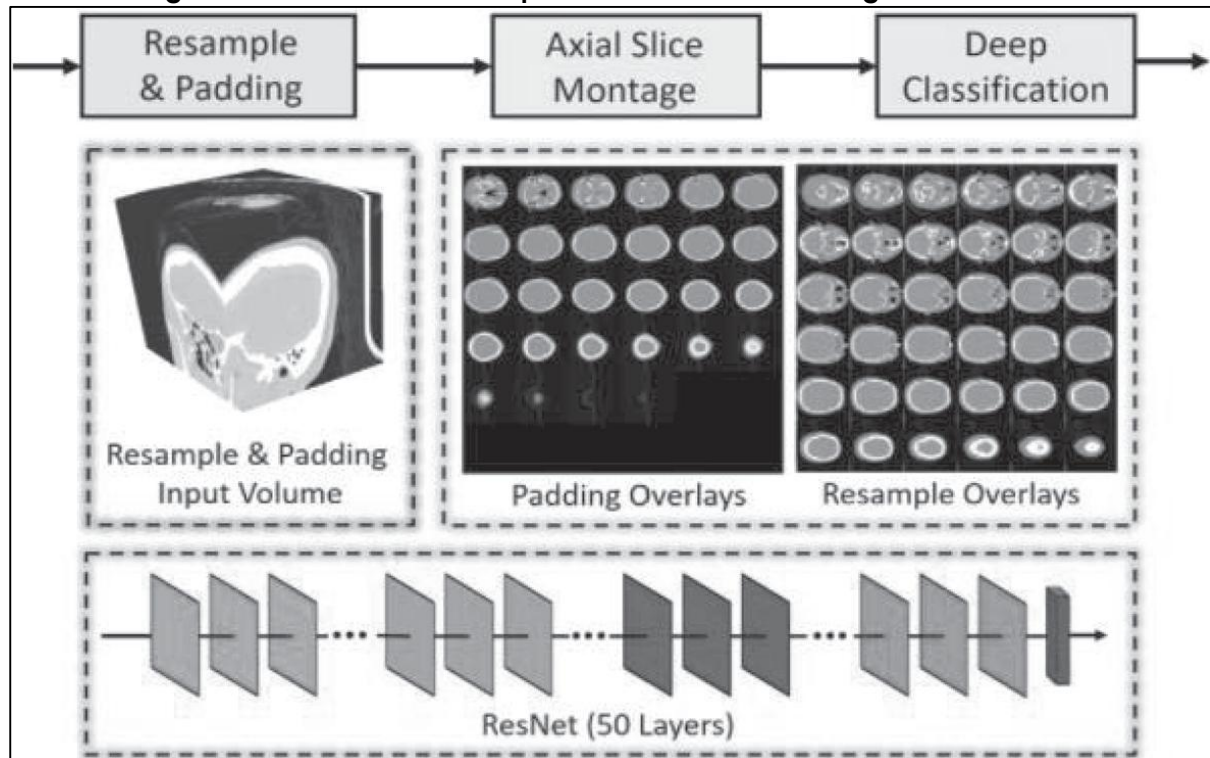 Resample
& Padding
Axial Slice
Montage
Deep
Classification
Resample & Padding
Input Volume
Padding Overlays
Resample Overlays
ResNet (50 Layers)